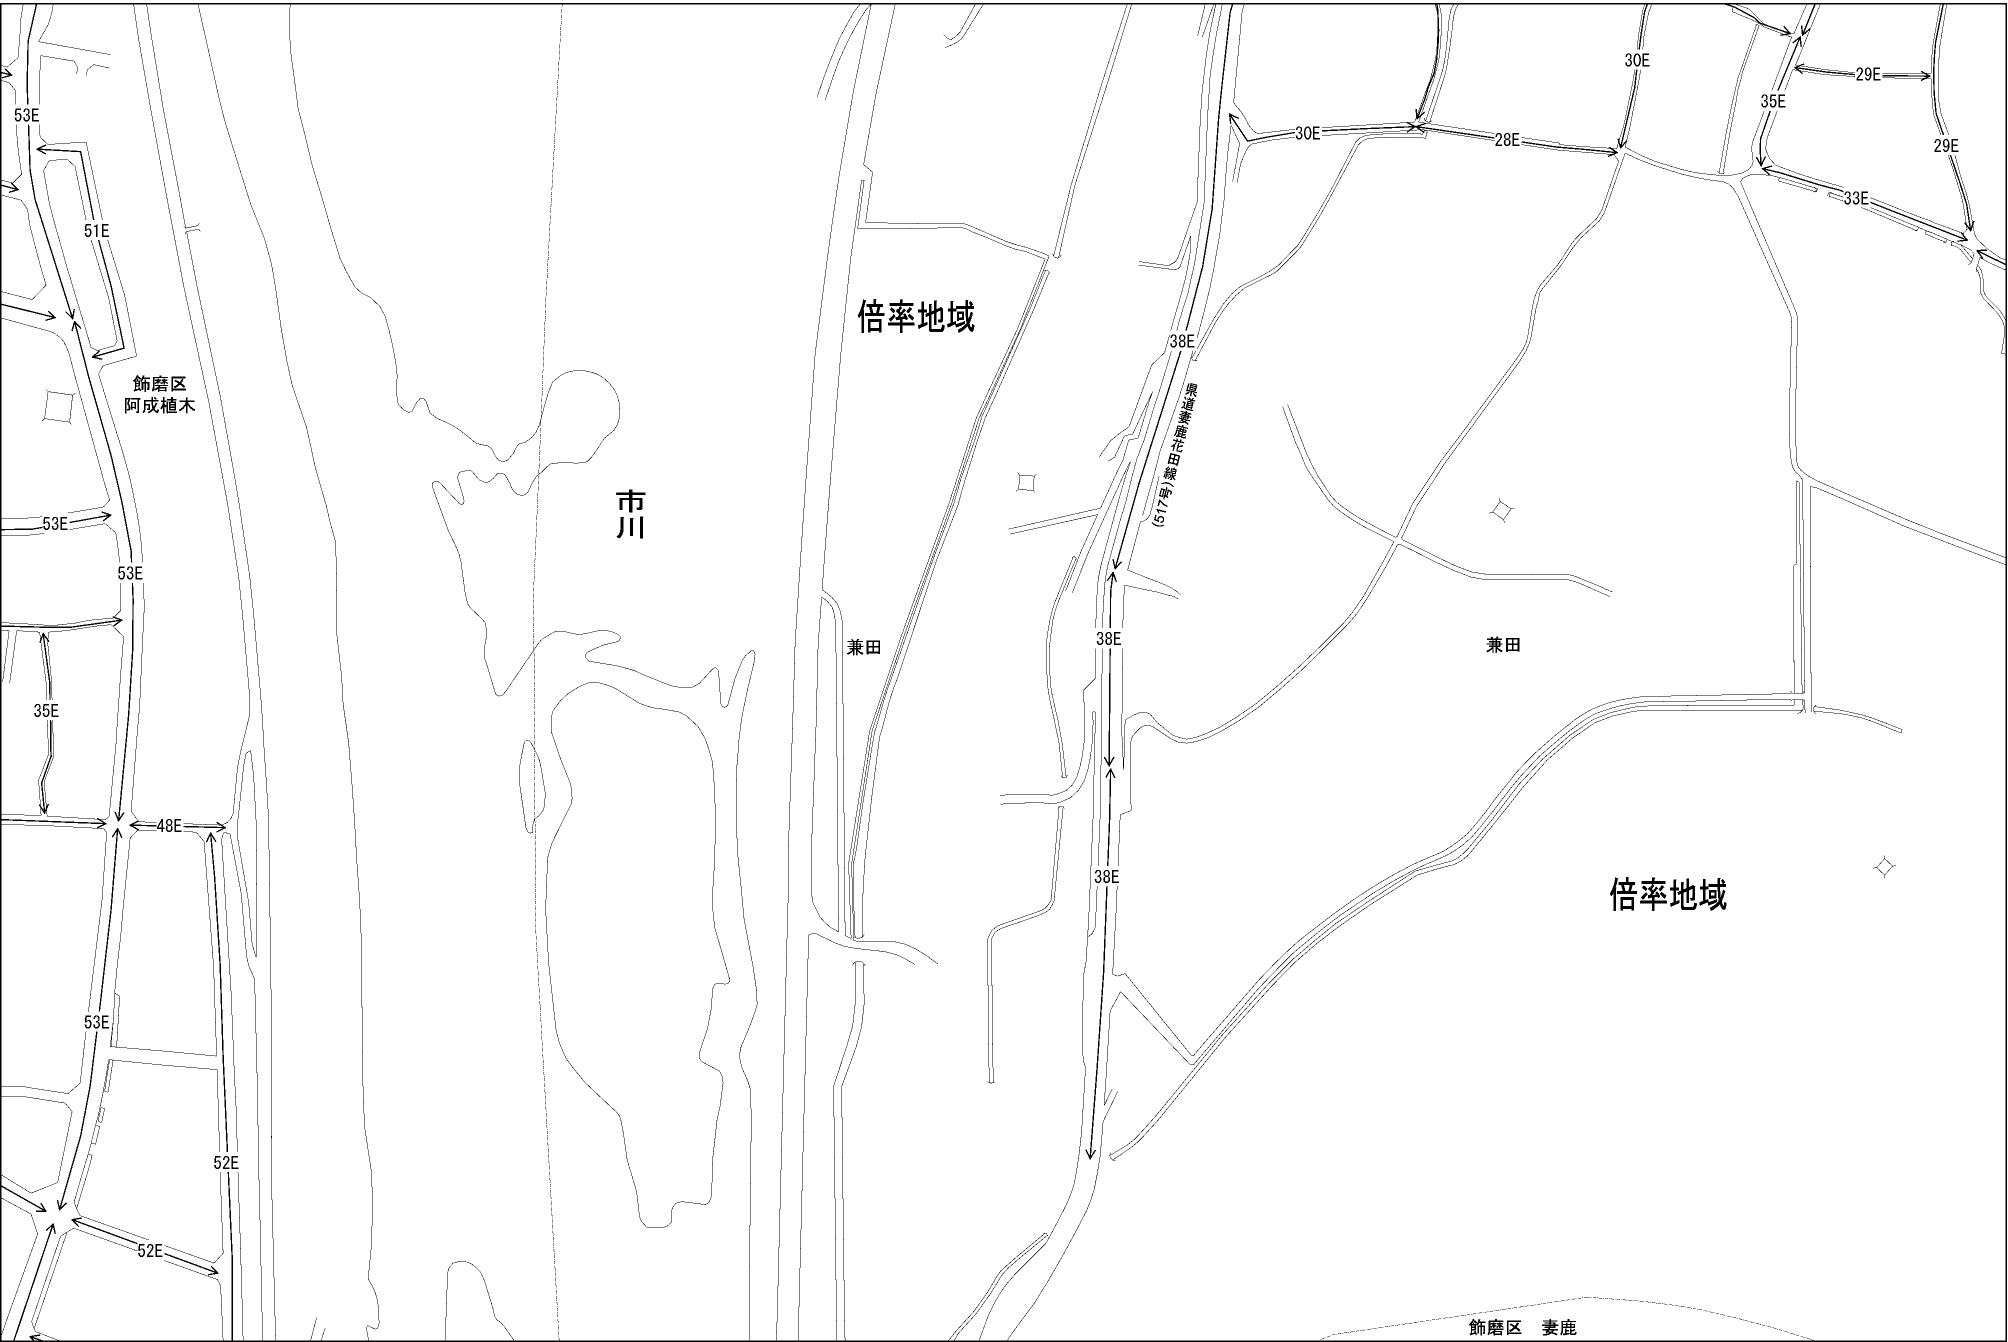 30E
29E
35E
53E
30E
28E
29E
33E
51E
倍率地域
38E
飾磨区
阿成植木
県道妻鹿花田線
(517号)
市川
53E
53E
38E
兼田
兼田
35E
48E
38E
倍率地域
53E
52E
52E
飾磨区　妻鹿